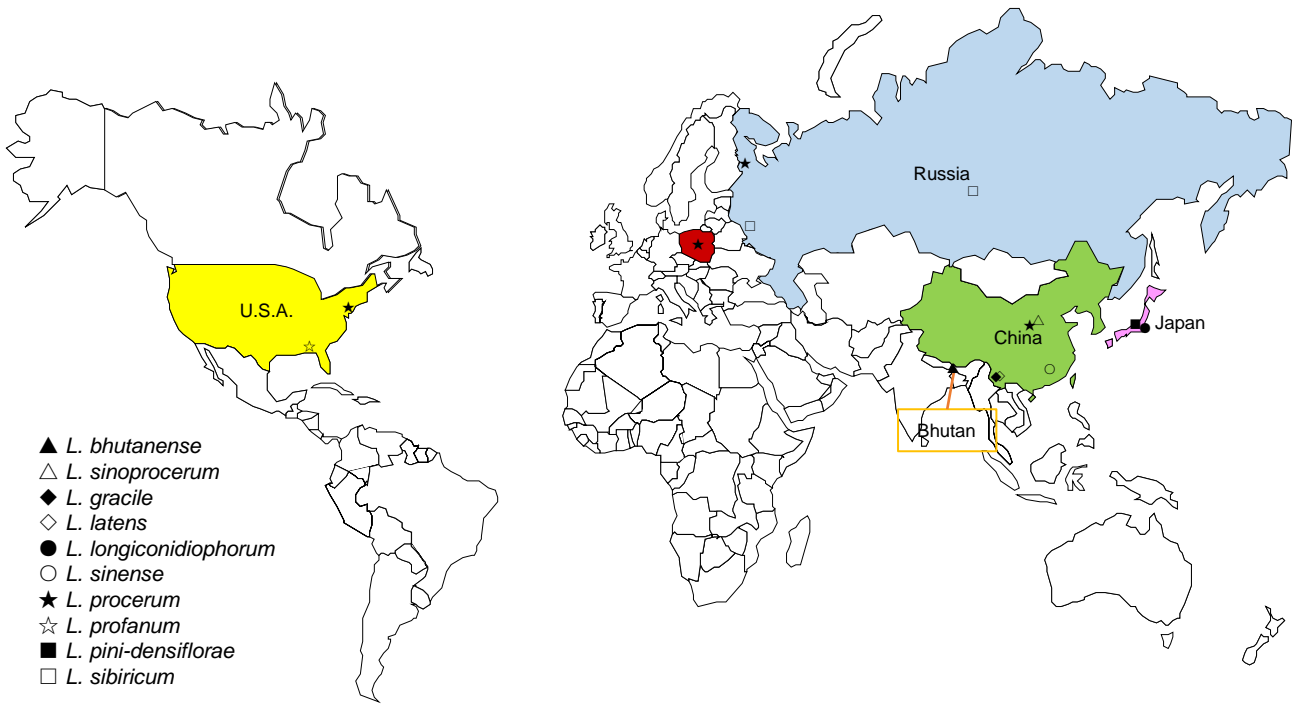 Russia
U.S.A.
Japan
China
Bhutan
L. bhutanense
L. sinoprocerum
L. gracile
L. latens
L. longiconidiophorum
L. sinense
L. procerum
L. profanum
L. pini-densiflorae
L. sibiricum